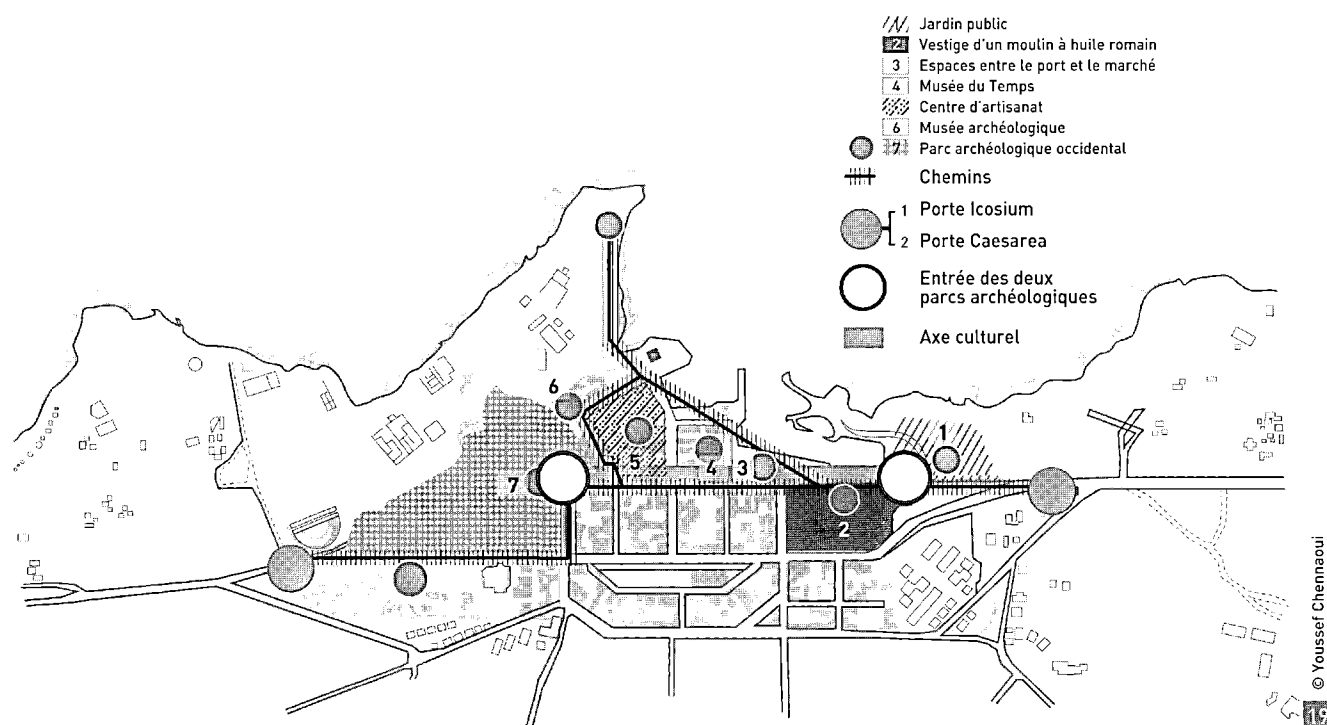 Jardin public
2 Vestige d'un moulin à huile romain
3 Espaces entre le port et le marché
4 Musée du Temps
Centre d'artisanat
6 Musée archéologique
7 Parc archéologique occidental
Chemins
1 Porte Icosium
2 Porte Caesarea
Entrée des deux
parcs archéologiques
Axe culturel
6
1
5
4
3
7
2
© Youssef Chennaoui